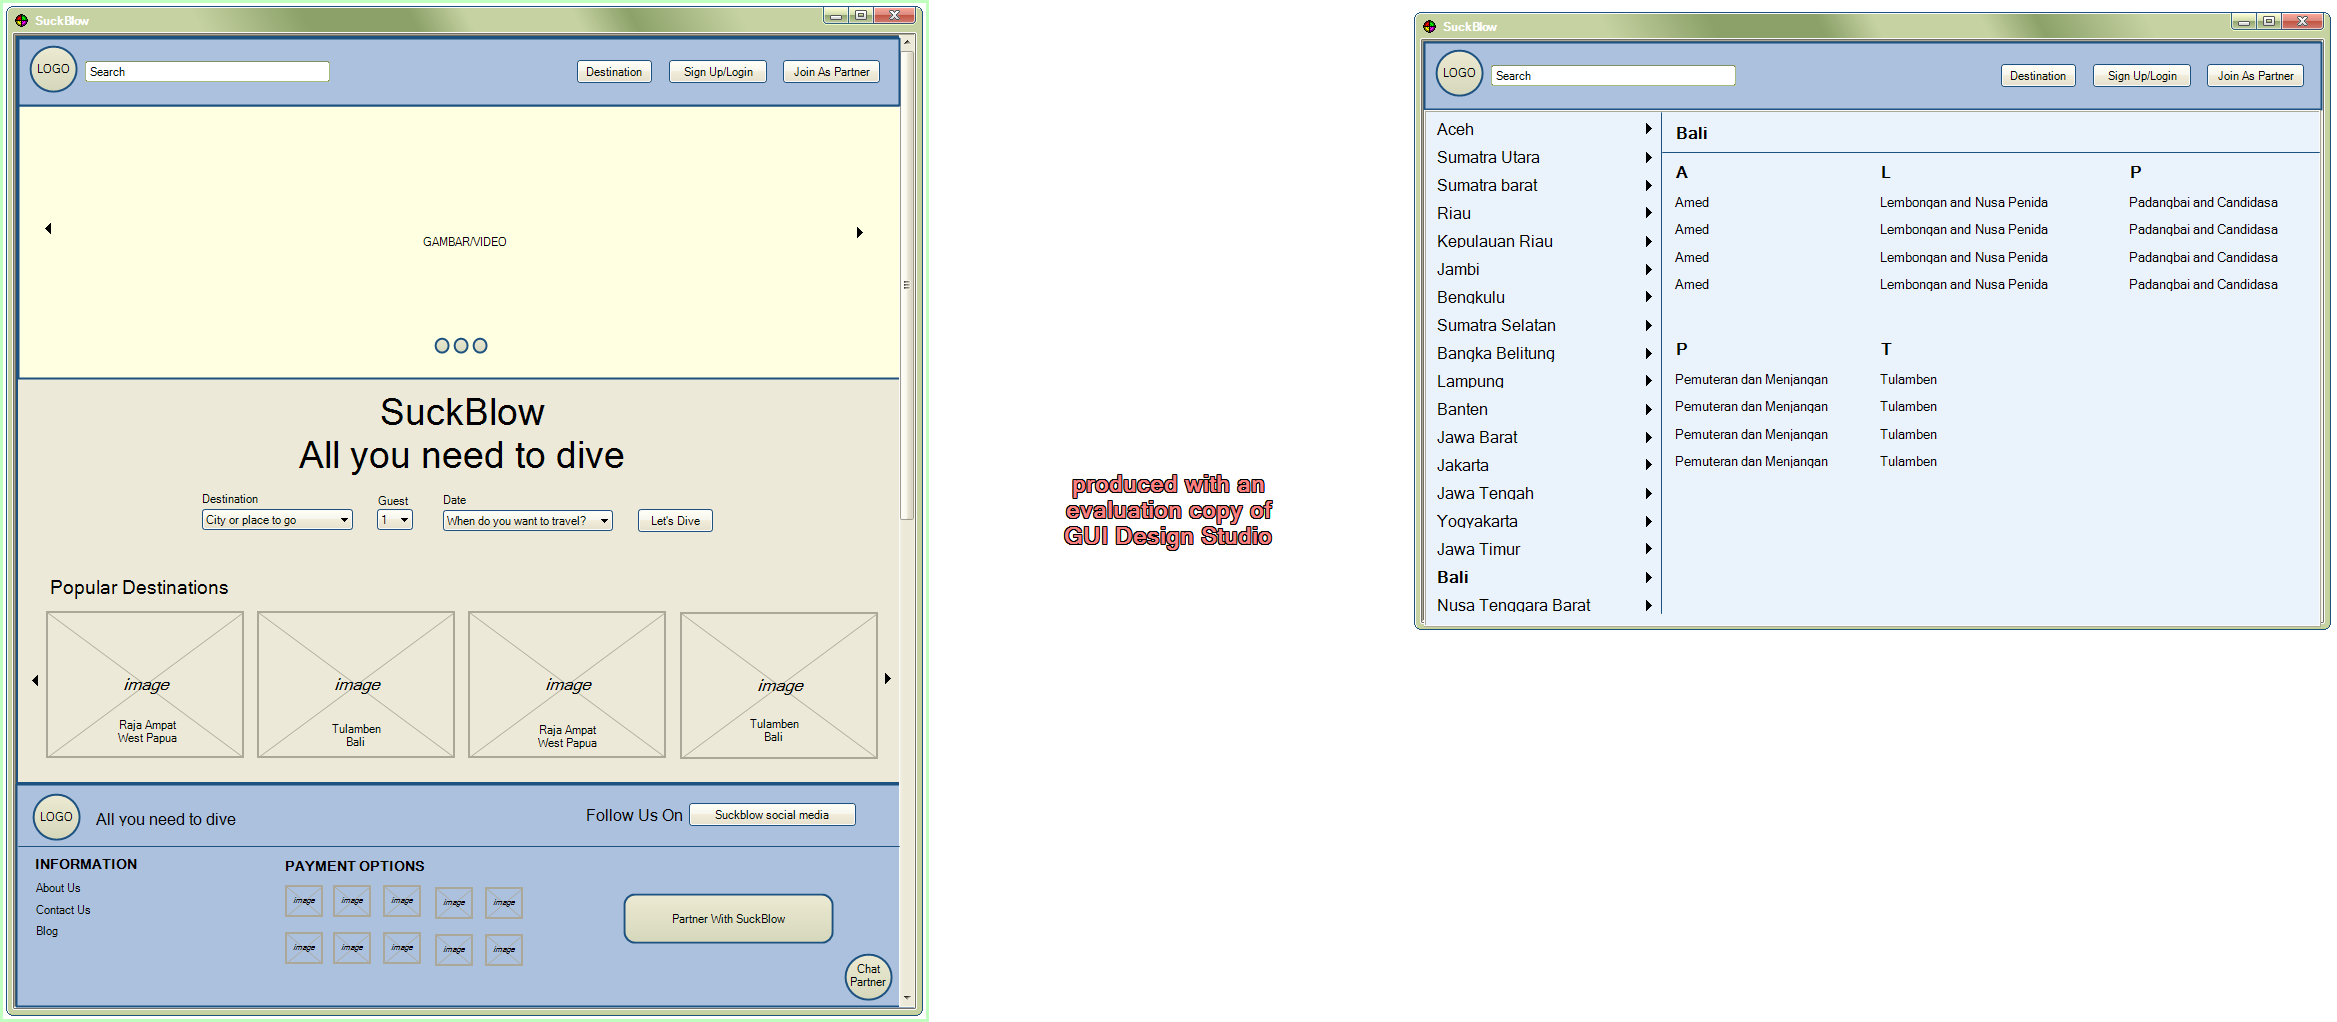 SuckBlow
LOGO
Search
Destination
Sign Up/Login
Join As Partner
GAMBAR/VIDEO
SuckBlow
All you need to dive
Destination
Guest
Date
City or place to go
1
When do you want to travel?
Let's Dive
Popular Destinations
image
Raja Ampat
West Papua
image
Tulamben
Bali
image
Raja Ampat
West Papua
image
Tulamben
Bali
LOGO
All you need to dive
Follow Us On
Suckblow social media
INFORMATION
About Us
Contact Us
Blog
PAYMENT OPTIONS
image
image
image
image
image
image
image
image
image
image
Partner With SuckBlow
Chat
Partner
produced with an
evaluation copy of
GUI Design Studio
SuckBlow
LOGO
Search
Destination
Sign Up/Login
Join As Partner
Aceh
Sumatra Utara
Sumatra barat
Riau
Kepulauan Riau
Jambi
Bengkulu
Sumatra Selatan
Bangka Belitung
Lampung
Banten
Jawa Barat
Jakarta
Jawa Tengah
Yogyakarta
Jawa Timur
Bali
Nusa Tenggara Barat
Bali
A
Amed
Amed
Amed
Amed
L
Lembongan and Nusa Penida
Lembongan and Nusa Penida
Lembongan and Nusa Penida
Lembongan and Nusa Penida
P
Padangbai and Candidasa
Padangbai and Candidasa
Padangbai and Candidasa
Padangbai and Candidasa
P
Pemuteran dan Menjangan
Pemuteran dan Menjangan
Pemuteran dan Menjangan
Pemuteran dan Menjangan
T
Tulamben
Tulamben
Tulamben
Tulamben